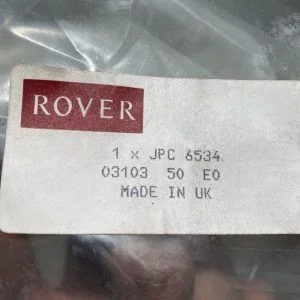 ROVER
1 x JPC 6534
03103 50 E0
MADE IN UK